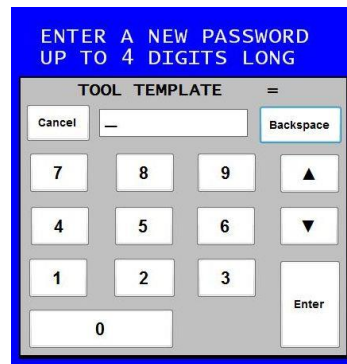 ENTER A NEW PASSWORD
UP TO 4 DIGITS LONG
TOOL TEMPLATE =
Cancel _ Backspace
7 8 9 ▲
4 5 6 ▼
1 2 3
Enter
0